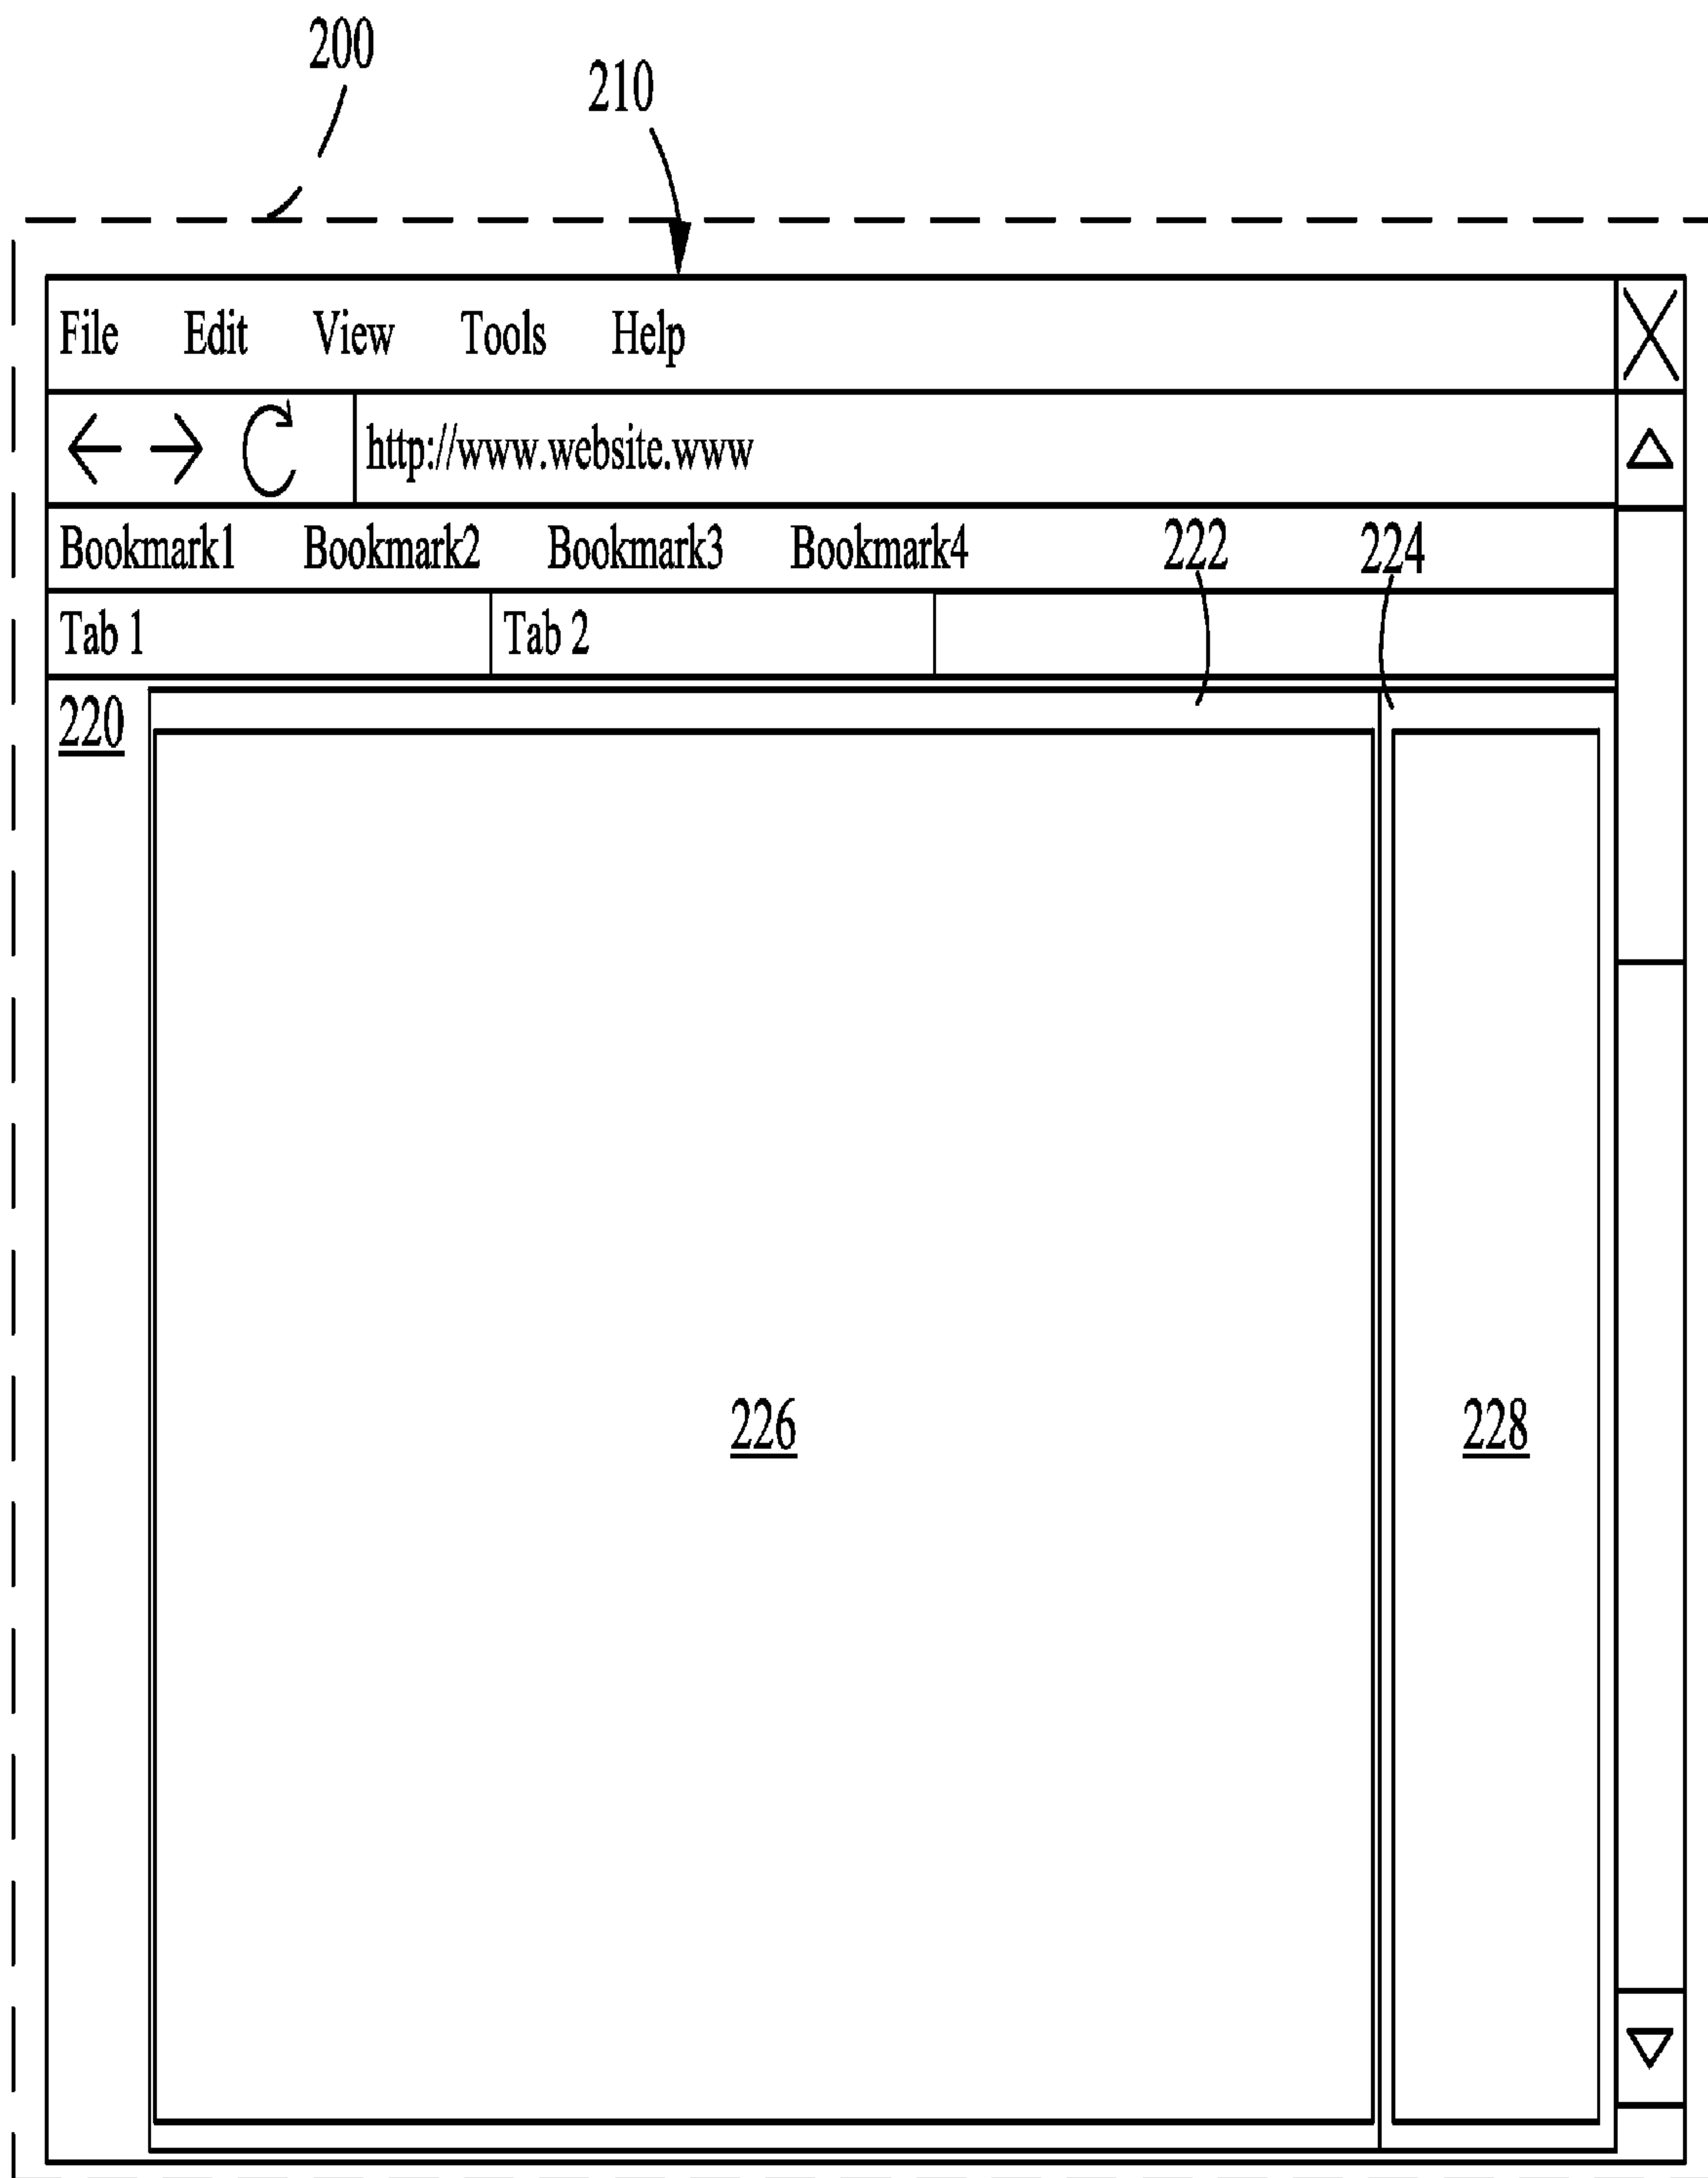 200
210
File Edit View Tools Help
http://www.website.www
Bookmark1 Bookmark2 Bookmark3 Bookmark4 222 224
Tab 1 Tab 2
220
226 228